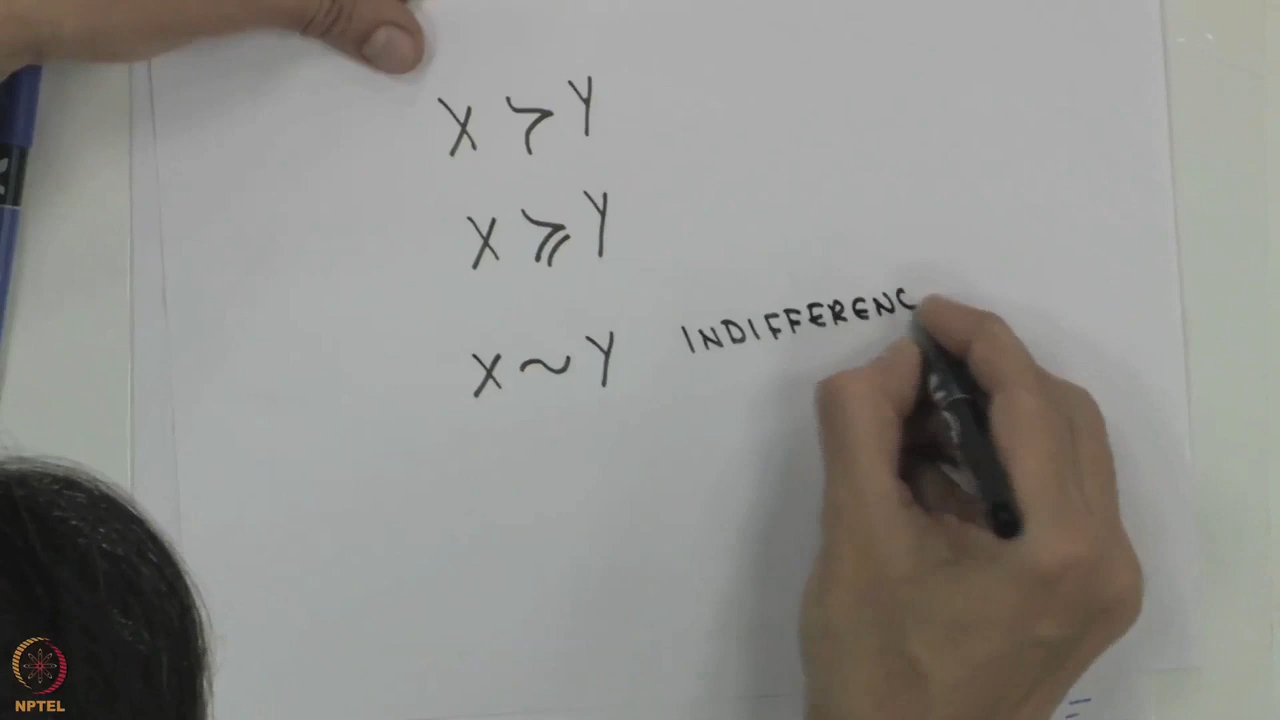 X ≻ Y
X ≽ Y
X ~ Y INDIFFERENC
NPTEL